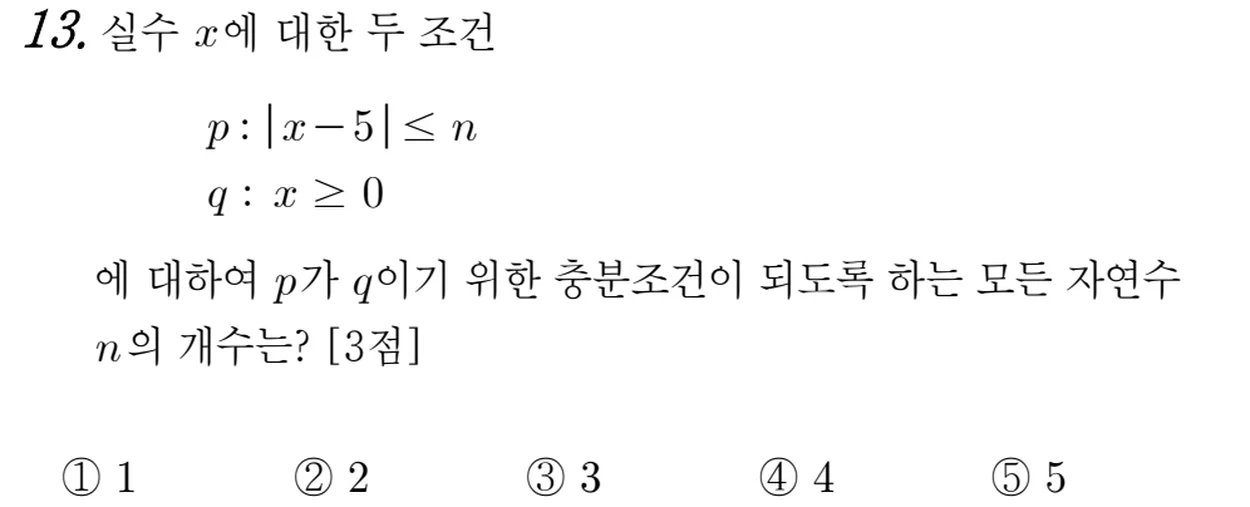 13. 실수 x에 대한 두 조건
p : |x-5| ≤ n
q : x ≥ 0
에 대하여 p가 q이기 위한 충분조건이 되도록 하는 모든 자연수
n의 개수는? [3점]
① 1 ② 2 ③ 3 ④ 4 ⑤ 5